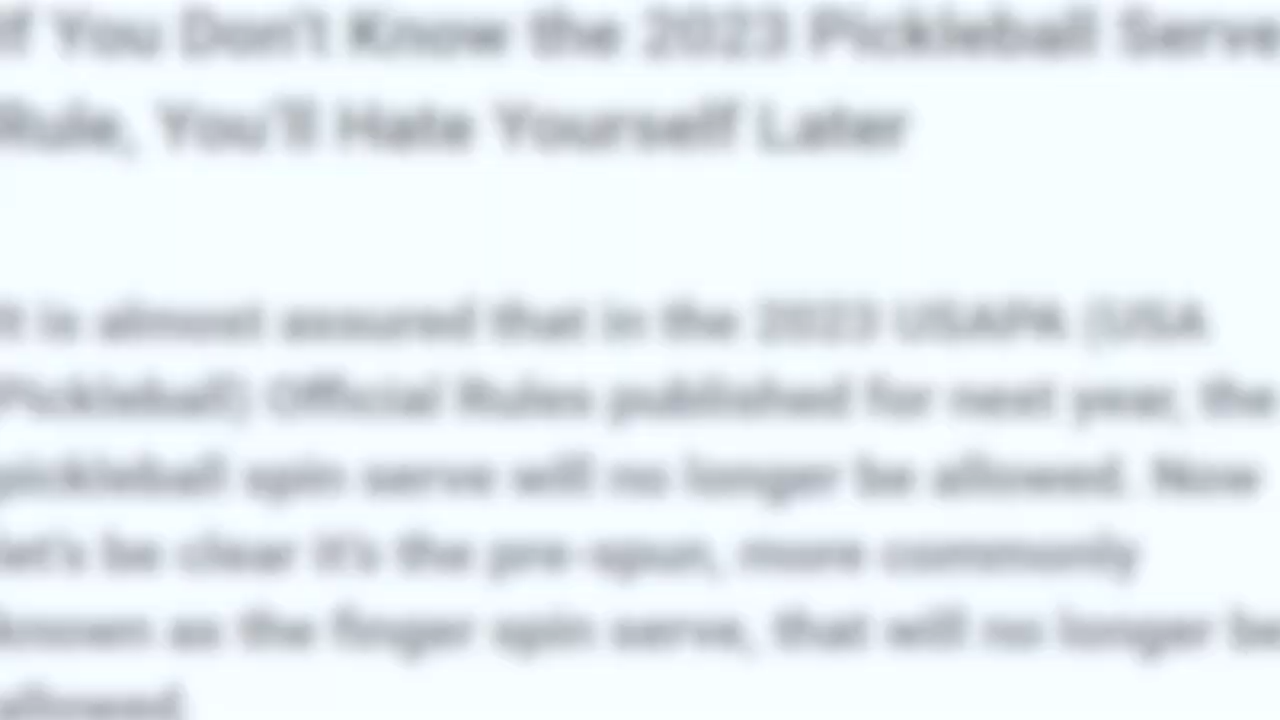 If You Don't Know the 2023 Pickleball Serve
Rule, You'll Hate Yourself Later
It is almost assured that in the 2023 USAPA (USA
Pickleball) Official Rules published for next year, the
pickleball spin serve will no longer be allowed. Now
let's be clear it's the pre-spun, more commonly
known as the finger spin serve, that will no longer be
allowed.